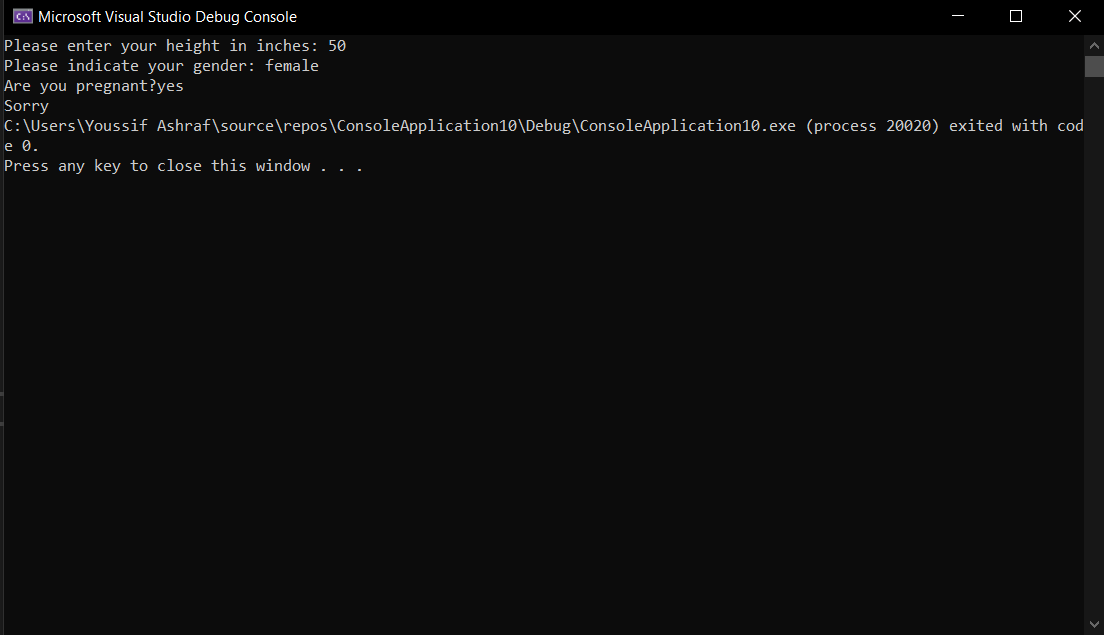 Microsoft Visual Studio Debug Console
Please enter your height in inches: 50
Please indicate your gender: female
Are you pregnant?yes
Sorry
C:\Users\Youssif Ashraf\source\repos\ConsoleApplication10\Debug\ConsoleApplication10.exe (process 20020) exited with cod
e 0.
Press any key to close this window . . .